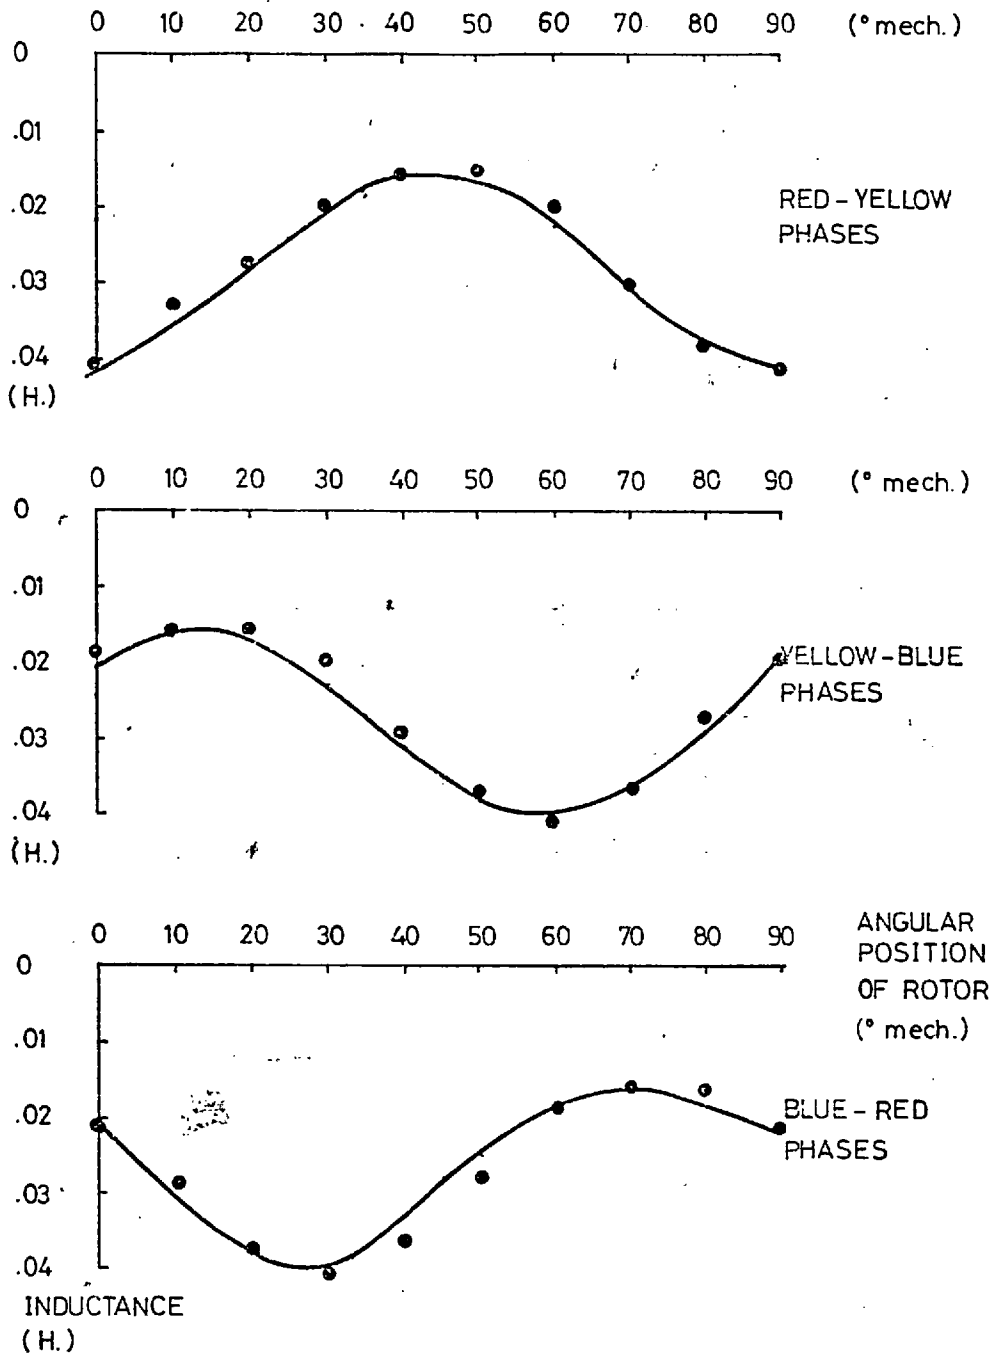 0 10 20 30 40 50 60 70 80 90 (° mech.)
0
.01
.02
.03
.04
(H.)
RED - YELLOW
PHASES
0 10 20 30 40 50 60 70 80 90 (° mech.)
0
.01
.02
.03
.04
(H.)
YELLOW - BLUE
PHASES
0 10 20 30 40 50 60 70 80 90
ANGULAR
POSITION
OF ROTOR
(° mech.)
0
.01
.02
.03
.04
BLUE - RED
PHASES
INDUCTANCE
(H.)